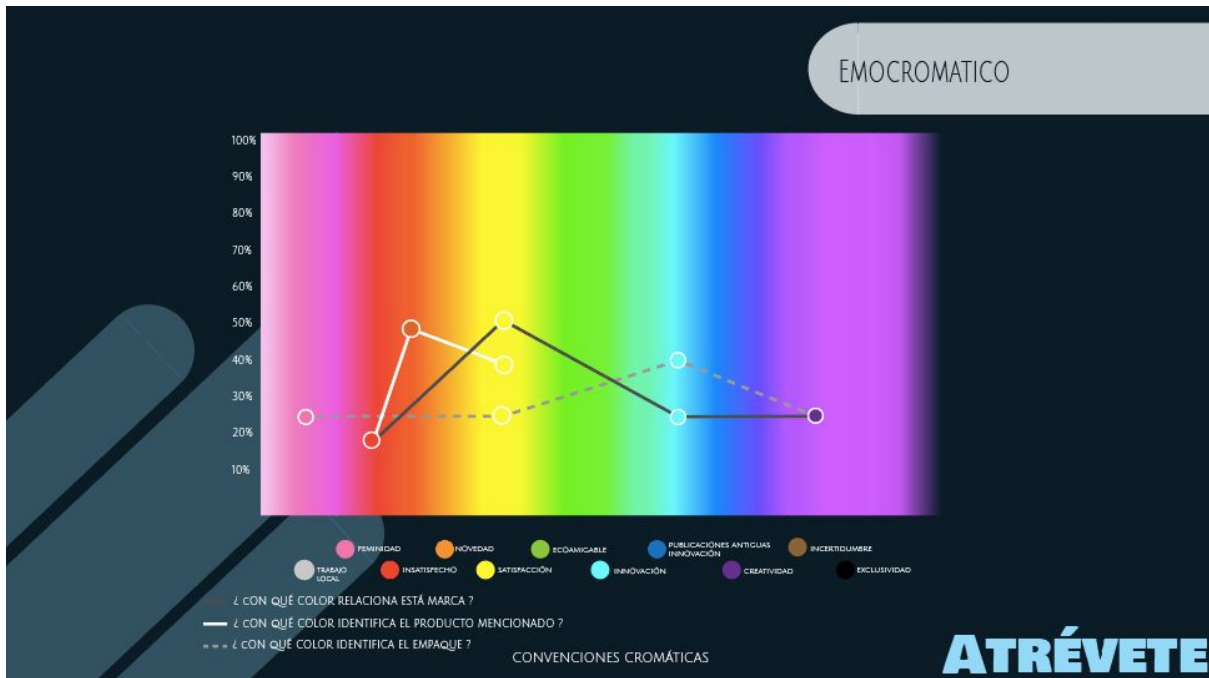 EMOCROMATICO
100%
90%
80%
70%
60%
50%
40%
30%
20%
10%
FEMINIDAD
NOVEDAD
ECOAMIGABLE
PUBLICACIONES ANTIGUAS
INNOVACIÓN
INCERTIDUMBRE
TRABAJO
LOCAL
INSATISFECHO
SATISFACCIÓN
INNOVACIÓN
CREATIVIDAD
EXCLUSIVIDAD
¿ CON QUÉ COLOR RELACIONA ESTÁ MARCA ?
¿ CON QUÉ COLOR IDENTIFICA EL PRODUCTO MENCIONADO ?
¿ CON QUÉ COLOR IDENTIFICA EL EMPAQUE ?
CONVENCIONES CROMÁTICAS
ATRÉVETE